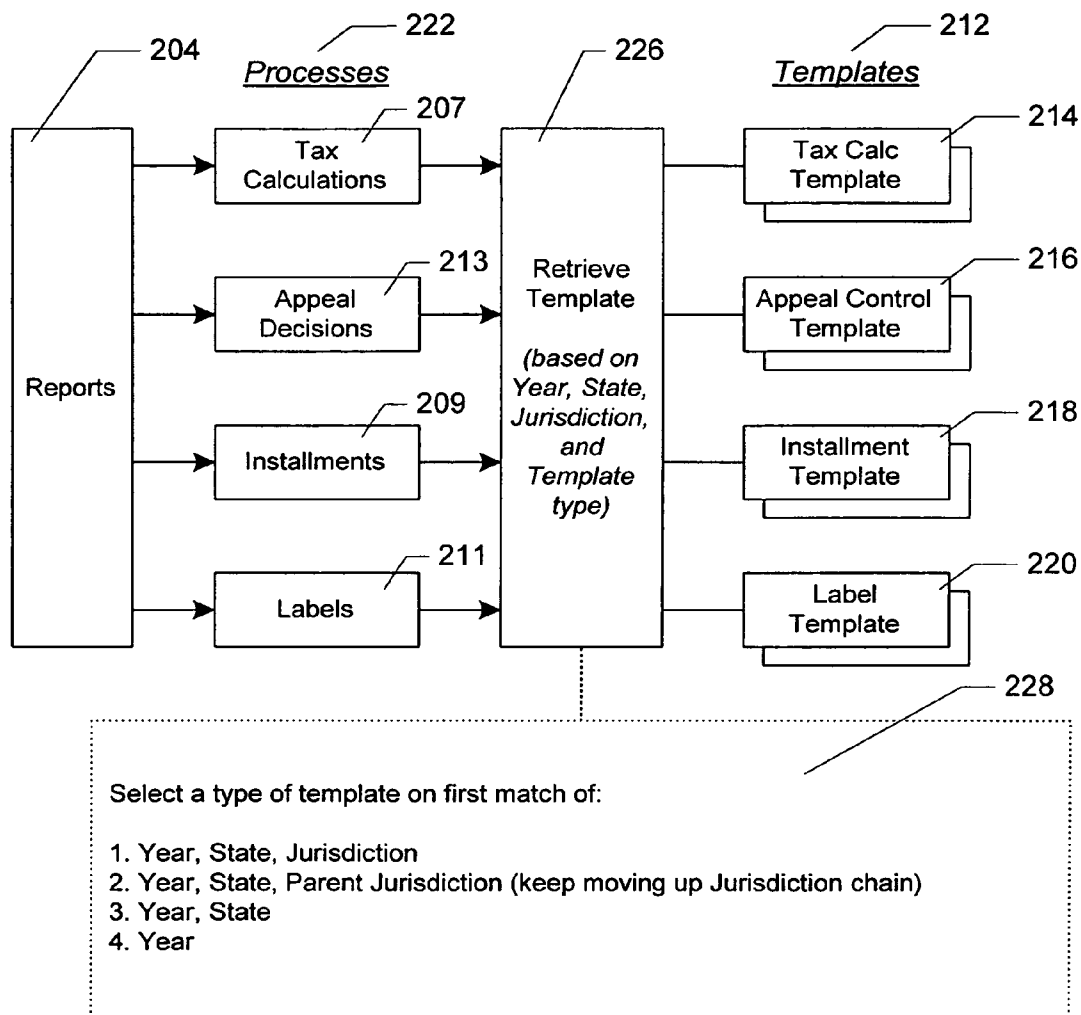 204
222
Processes
226
212
Templates
207
Tax
Calculations
214
Tax Calc
Template
213
Appeal
Decisions
Retrieve
Template
(based on
Year, State,
Jurisdiction,
and
Template
type)
216
Appeal Control
Template
Reports
209
Installments
218
Installment
Template
211
Labels
220
Label
Template
228
Select a type of template on first match of:
1. Year, State, Jurisdiction
2. Year, State, Parent Jurisdiction (keep moving up Jurisdiction chain)
3. Year, State
4. Year